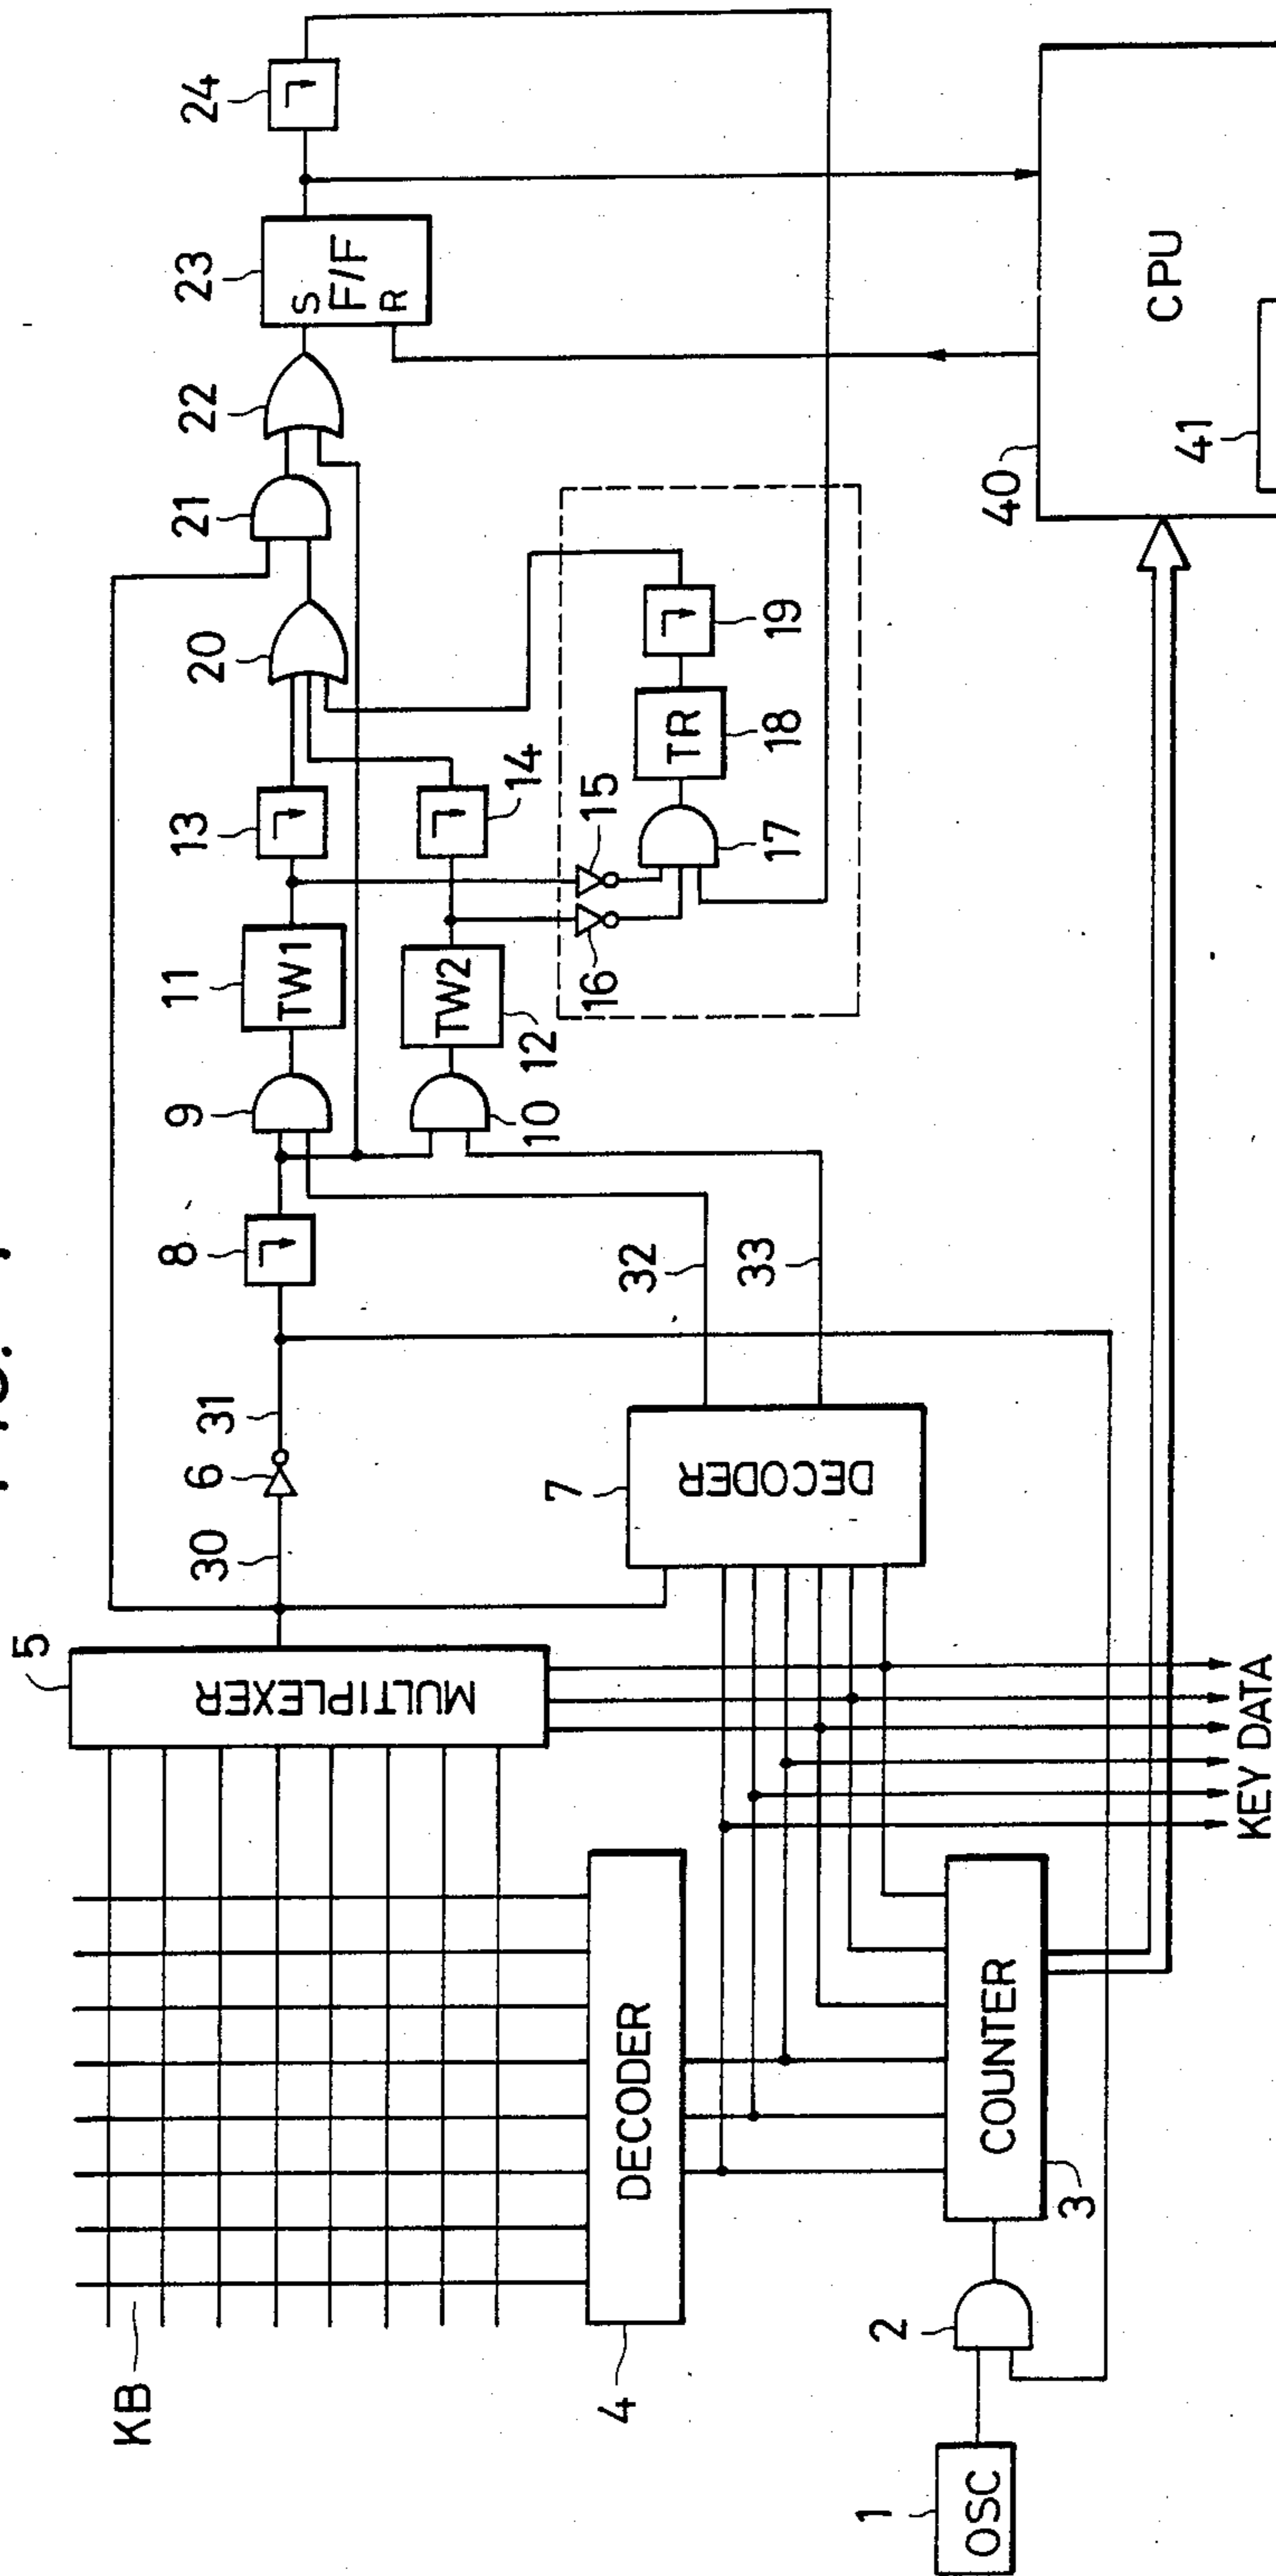 FIG. 1
24
23
S
F/F
R
22
21
20
13
14
11
TW1
TW2
12
9
10
8
15
16
17
TR
18
19
32
33
31
6
30
7
DECODER
5
MULTIPLEXER
KB
DECODER
4
COUNTER
3
2
1
OSC
KEY DATA
40
CPU
41